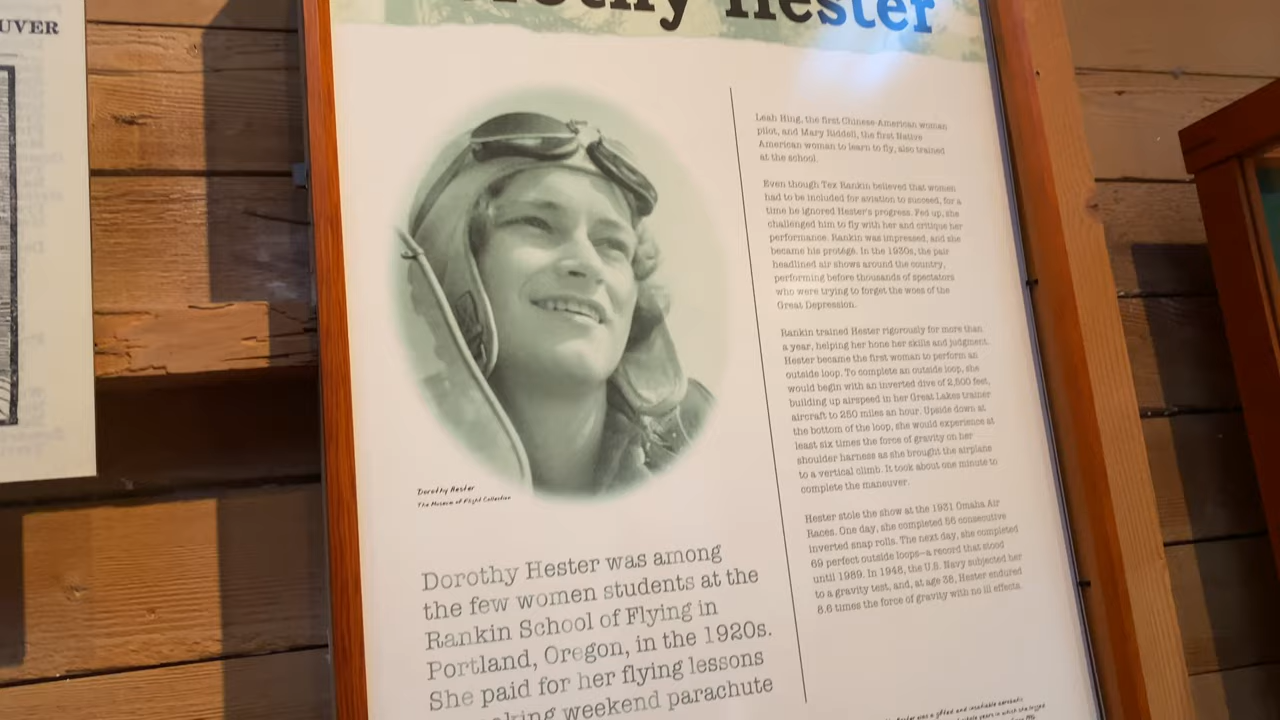 UVER
Hester
Dorothy Hester
The Museum of Flight Collection
Dorothy Hester was among
the few women students at the
Rankin School of Flying in
Portland, Oregon, in the 1920s.
She paid for her flying lessons
weekend parachute
Leah Hing, the first Chinese-American woman
pilot, and Mary Riddell, the first Native
American woman to learn to fly, also trained
at the school.
Even though Tex Rankin believed that women
had to be included for aviation to succeed, for a
time he ignored Hester's progress. Fed up, she
challenged him to fly with her and critique her
performance. Rankin was impressed, and she
became his protégé. In the 1930s, the pair
headlined air shows around the country,
performing before thousands of spectators
who were trying to forget the woes of the
Great Depression.
Rankin trained Hester rigorously for more than
a year, helping her hone her skills and judgment.
Hester became the first woman to perform an
outside loop. To complete an outside loop, she
would begin with an inverted dive of 2,500 feet,
building up airspeed in her Great Lakes trainer
aircraft to 250 miles an hour. Upside down at
the bottom of the loop, she would experience at
least six times the force of gravity on her
shoulder harness as she brought the airplane
to a vertical climb. It took about one minute to
complete the maneuver.
Hester stole the show at the 1931 Omaha Air
Races. One day, she completed 56 consecutive
inverted snap rolls. The next day, she completed
69 perfect outside loops—a record that stood
until 1989. In 1948, the U.S. Navy subjected her
to a gravity test, and, at age 38, Hester endured
8.6 times the force of gravity with no ill effects.
was a gifted and